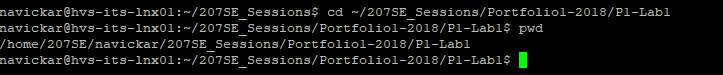 navickar@hvs-its-lnx01:~/207SE_Sessions$ cd ~/207SE_Sessions/Portfolio1-2018/P1-Lab1
navickar@hvs-its-lnx01:~/207SE_Sessions/Portfolio1-2018/P1-Lab1$ pwd
/home/207SE/navickar/207SE_Sessions/Portfolio1-2018/P1-Lab1
navickar@hvs-its-lnx01:~/207SE_Sessions/Portfolio1-2018/P1-Lab1$